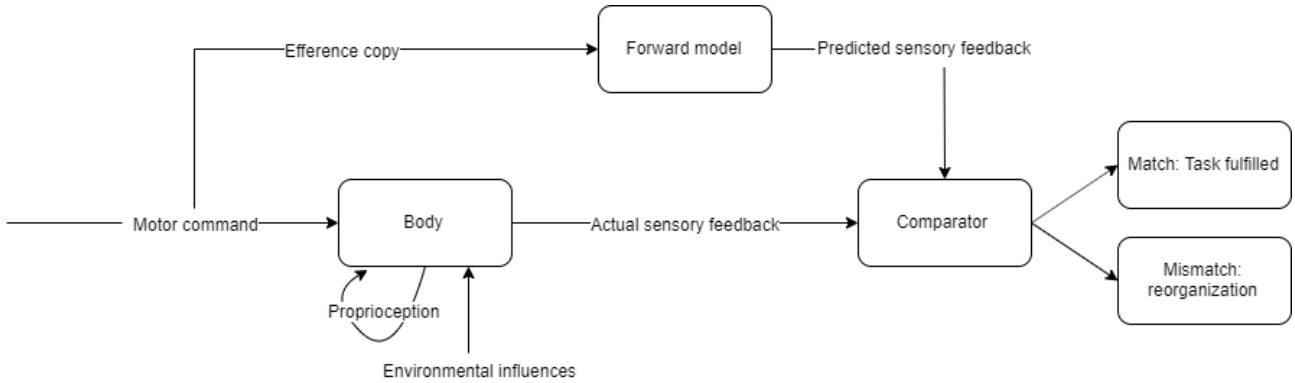 Efference copy
Forward model
Predicted sensory feedback
Match: Task fulfilled
Motor command
Body
Actual sensory feedback
Comparator
Mismatch:
reorganization
Proprioception
Environmental influences